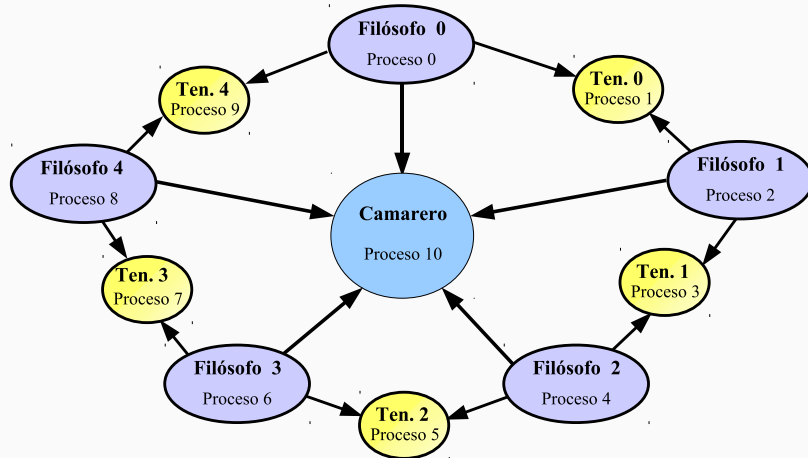 Filósofo 0
Proceso 0
Ten. 4
Proceso 9
Ten. 0
Proceso 1
Filósofo 4
Proceso 8
Filósofo 1
Proceso 2
Camarero
Proceso 10
Ten. 3
Proceso 7
Ten. 1
Proceso 3
Filósofo 3
Proceso 6
Filósofo 2
Proceso 4
Ten. 2
Proceso 5